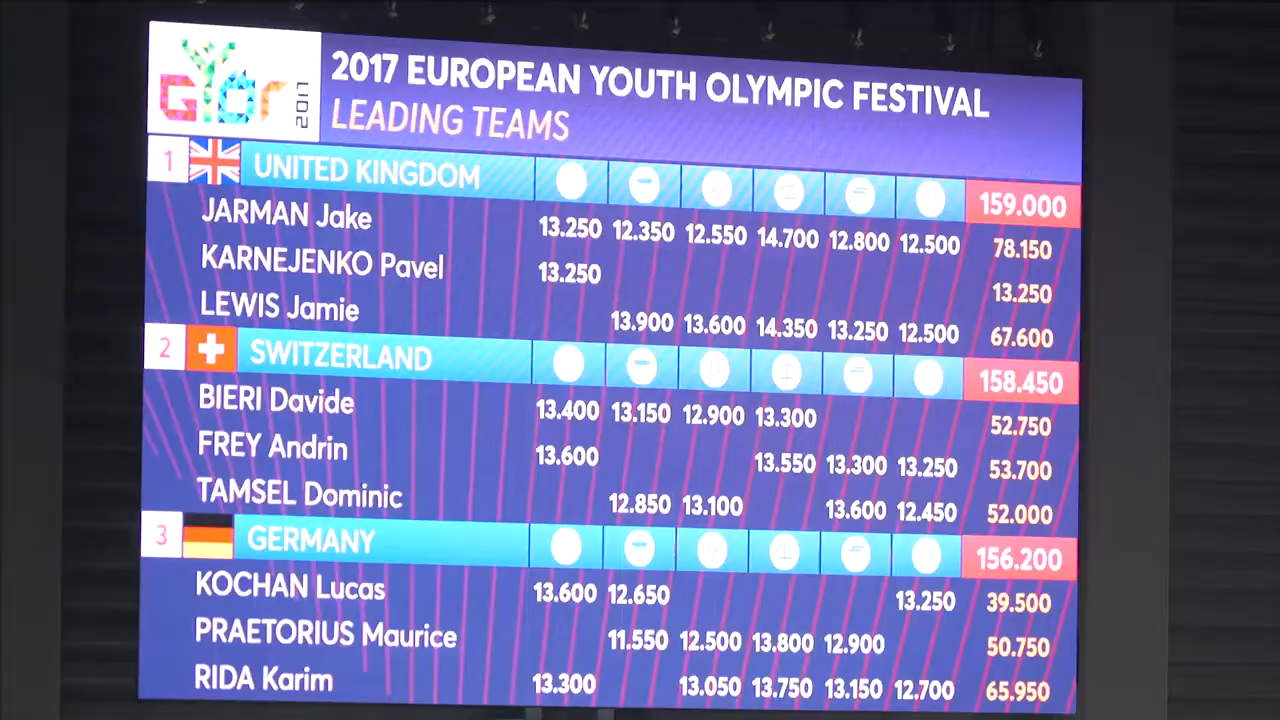 GYŐR 2017
2017 EUROPEAN YOUTH OLYMPIC FESTIVAL
LEADING TEAMS
1 UNITED KINGDOM 159.000
JARMAN Jake 13.250 12.350 12.550 14.700 12.800 12.500 78.150
KARNEJENKO Pavel 13.250 13.250
LEWIS Jamie 13.900 13.600 14.350 13.250 12.500 67.600
2 SWITZERLAND 158.450
BIERI Davide 13.400 13.150 12.900 13.300 52.750
FREY Andrin 13.600 13.550 13.300 13.250 53.700
TAMSEL Dominic 12.850 13.100 13.600 12.450 52.000
3 GERMANY 156.200
KOCHAN Lucas 13.600 12.650 13.250 39.500
PRAETORIUS Maurice 11.550 12.500 13.800 12.900 50.750
RIDA Karim 13.300 13.050 13.750 13.150 12.700 65.950